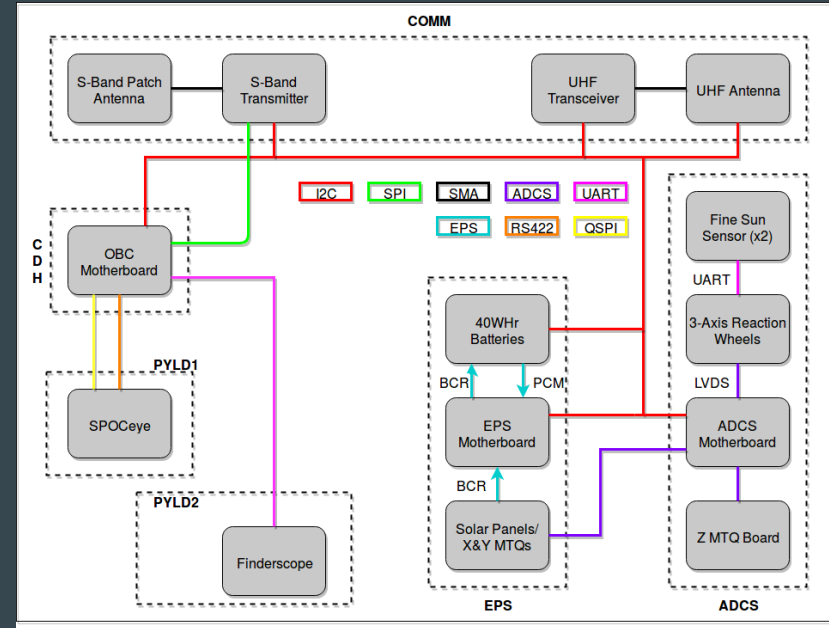 COMM
S-Band Patch
Antenna
S-Band
Transmitter
UHF
Transceiver
UHF Antenna
I2C
SPI
SMA
ADCS
UART
EPS
RS422
QSPI
C
D
H
OBC
Motherboard
PYLD1
SPOCeye
PYLD2
Finderscope
40WHr
Batteries
BCR
PCM
EPS
Motherboard
BCR
Solar Panels/
X&Y MTQs
EPS
Fine Sun
Sensor (x2)
UART
3-Axis Reaction
Wheels
LVDS
ADCS
Motherboard
Z MTQ Board
ADCS